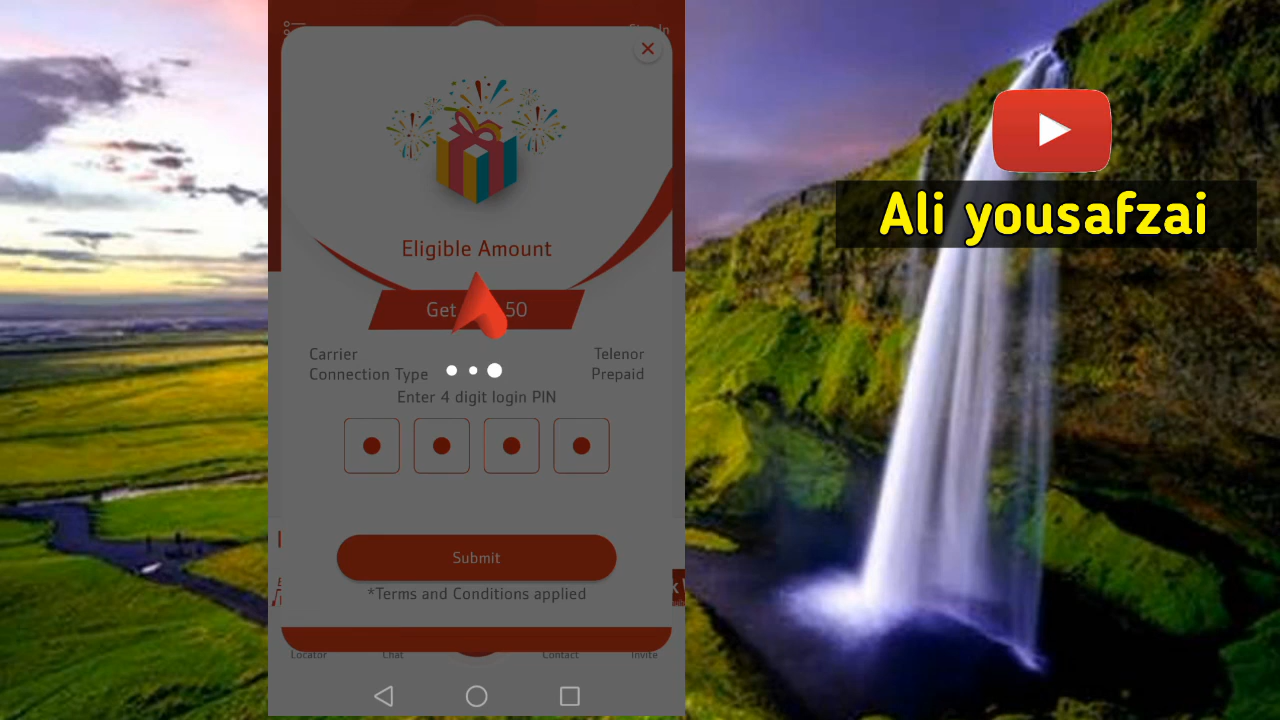 Eligible Amount
Get 50
Carrier Telenor
Connection Type Prepaid
Enter 4 digit login PIN
Submit
*Terms and Conditions applied
Locator Chat Contact Invite
Ali yousafzai